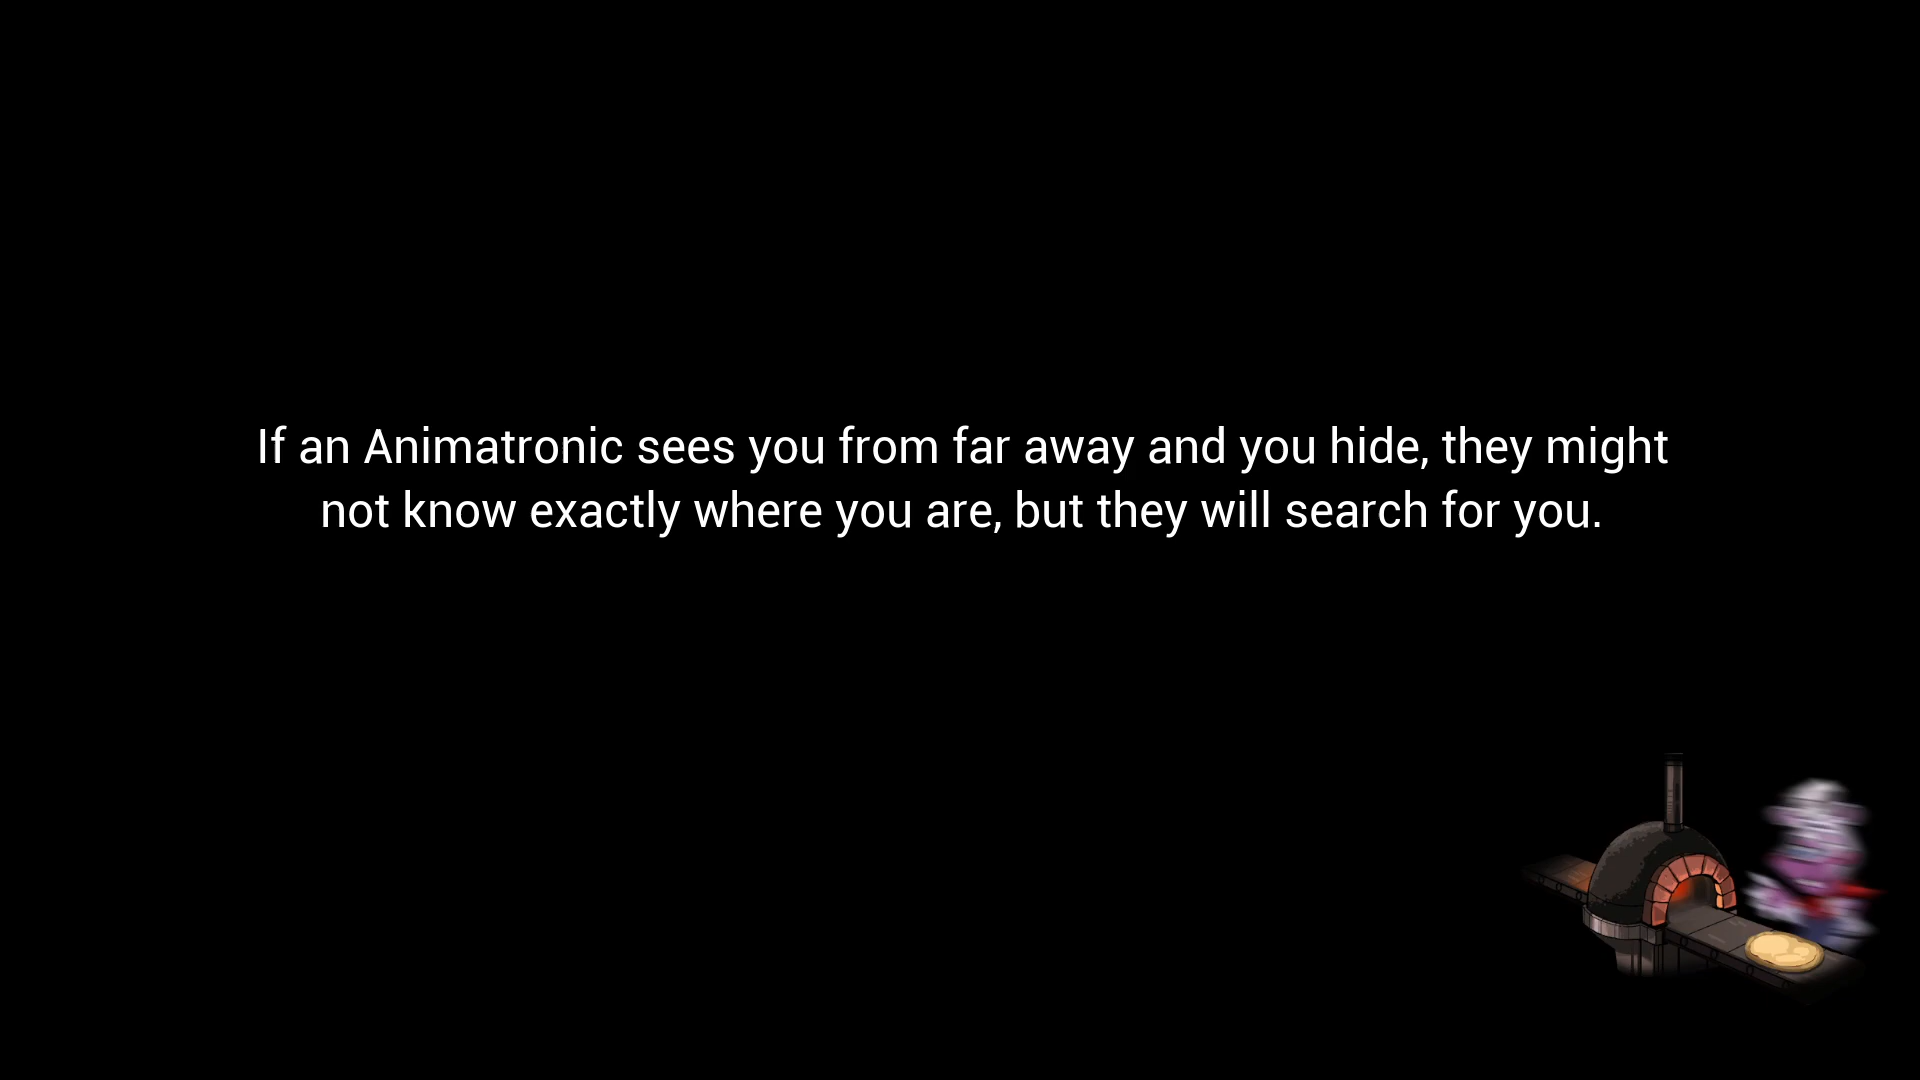 If an Animatronic sees you from far away and you hide, they might
not know exactly where you are, but they will search for you.